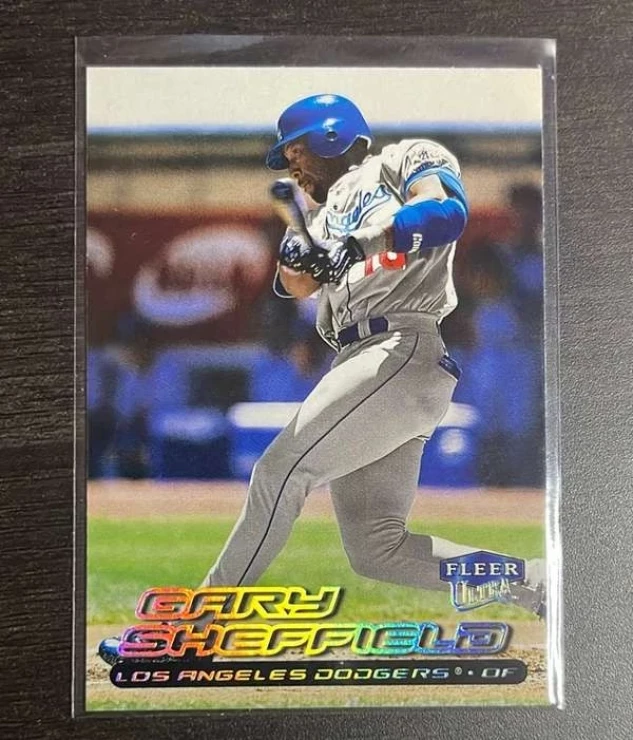 FLEER
ULTRA
GARY
SHEFFIELD
LOS ANGELES DODGERS® • OF